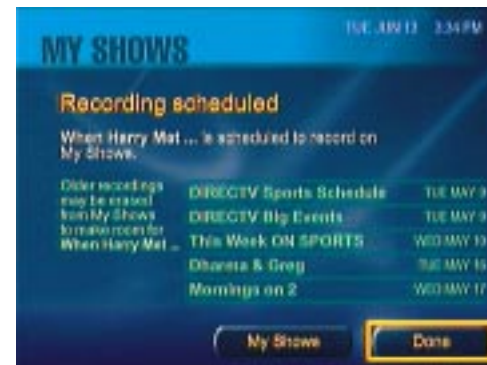 TUE JUN 13 3:34 PM
MY SHOWS
Recording scheduled
When Harry Met ... is scheduled to record on
My Shows.
Older recordings
may be erased
from My Shows
to make room for
When Harry Met ...
DIRECTV Sports Schedule TUE MAY 9
DIRECTV Big Events TUE MAY 9
This Week ON SPORTS WED MAY 10
Dharma & Greg TUE MAY 16
Mornings on 2 WED MAY 17
My Shows
Done